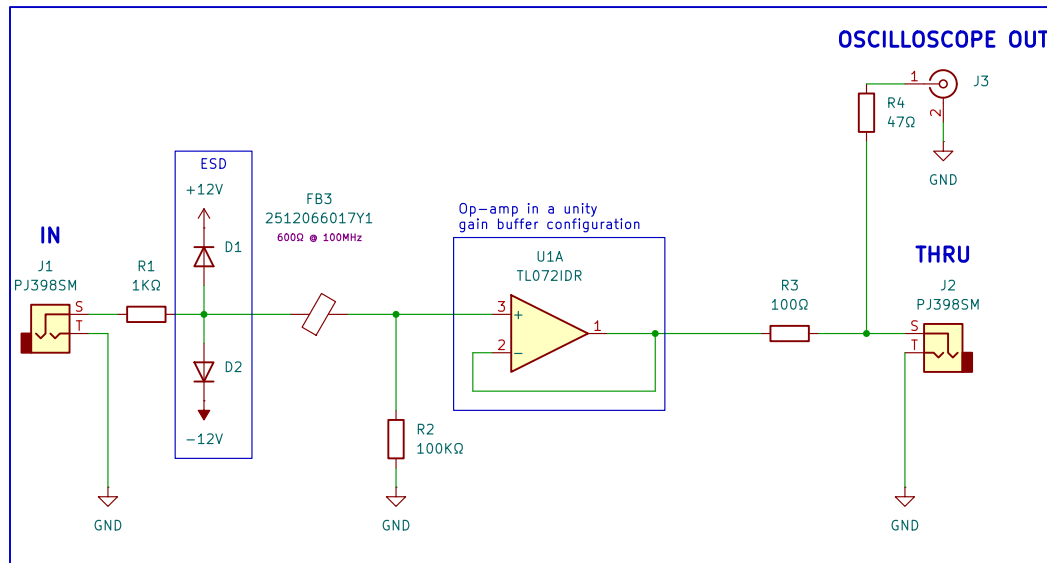 OSCILLOSCOPE OUT
1
J3
R4
47Ω
2
GND
ESD
+12V
FB3
2512066017Y1
600Ω @ 100MHz
Op-amp in a unity
gain buffer configuration
IN
D1
U1A
TL072IDR
THRU
J1
PJ398SM
R1
1KΩ
R3
100Ω
J2
PJ398SM
S
T
3
+
1
2
-
S
T
D2
-12V
R2
100KΩ
GND
GND
GND